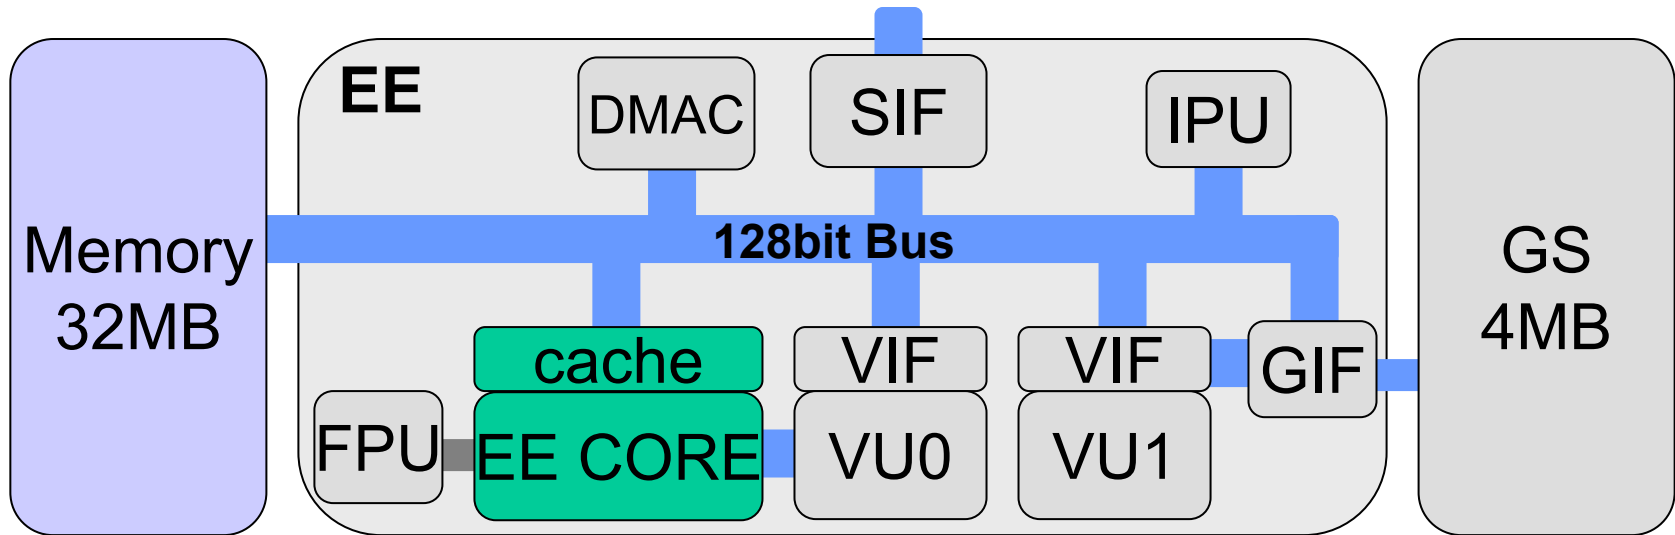 EE
DMAC
SIF
IPU
Memory
32MB
128bit Bus
GS
4MB
cache
VIF
VIF
GIF
FPU
EE CORE
VU0
VU1